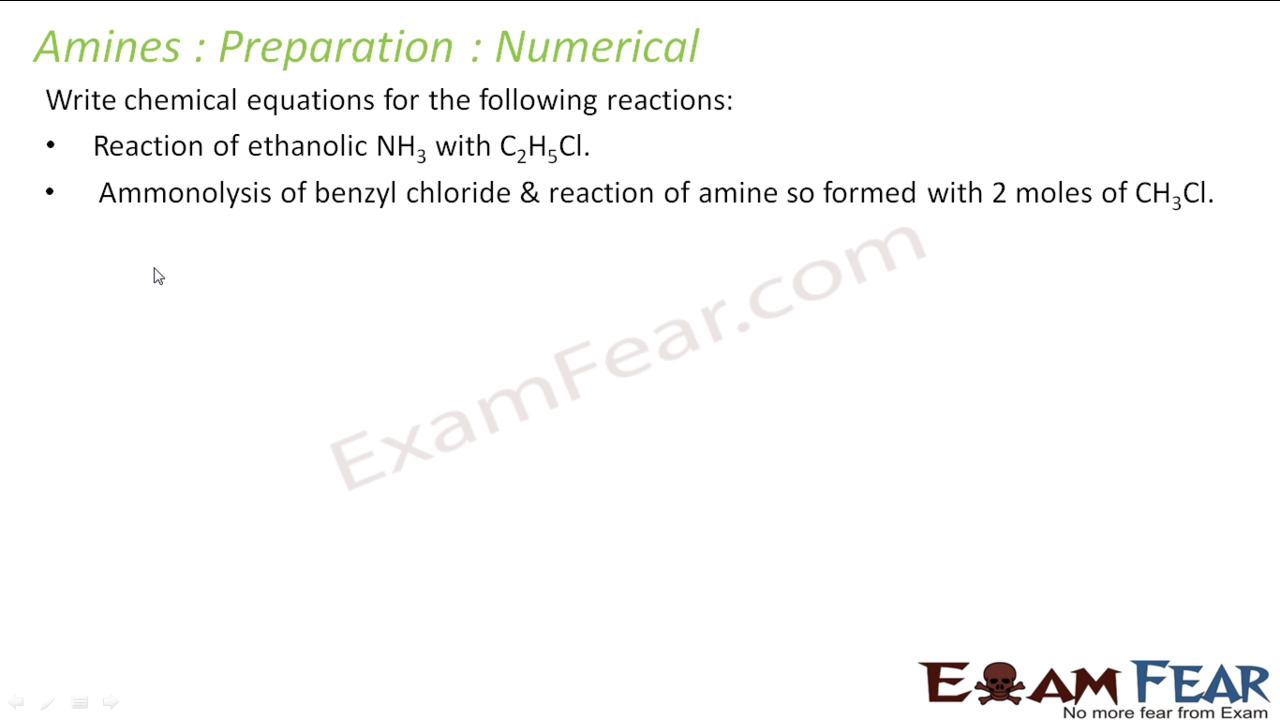 Amines : Preparation : Numerical
Write chemical equations for the following reactions:
• Reaction of ethanolic NH₃ with C₂H₅Cl.
• Ammonolysis of benzyl chloride & reaction of amine so formed with 2 moles of CH₃Cl.
ExamFear.com
EXAM FEAR
No more fear from Exam